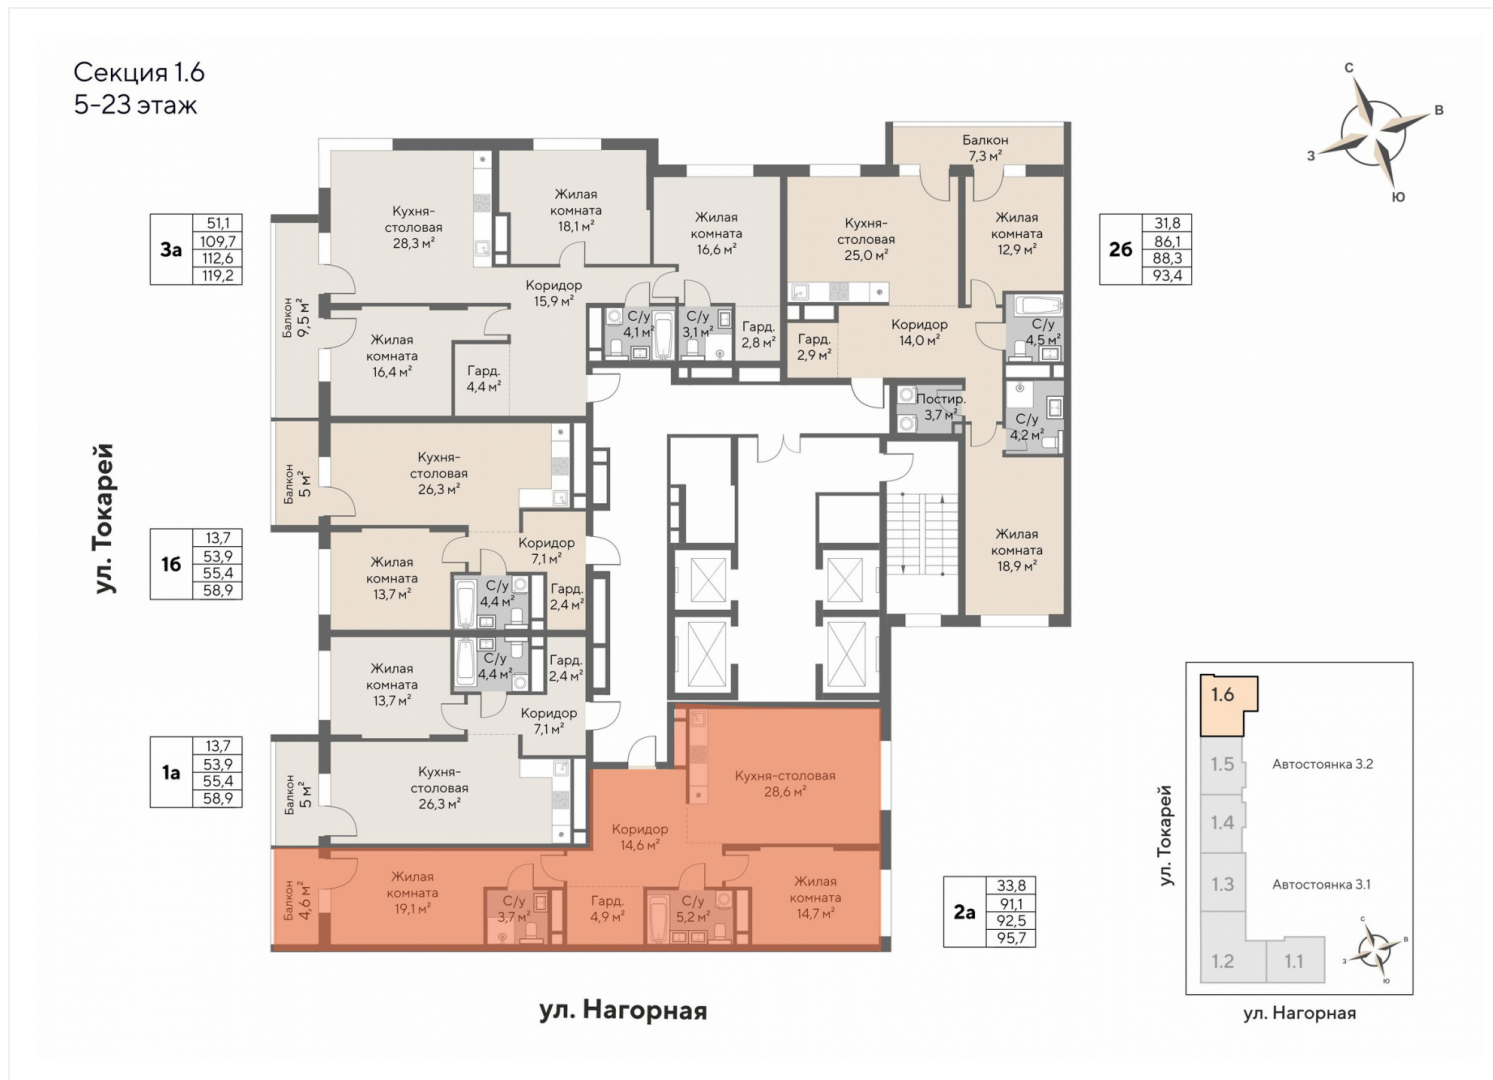 Секция 1.6
5-23 этаж
С
В
З
Ю
Балкон
7,3 м²
Кухня-
столовая
28,3 м²
Жилая
комната
18,1 м²
Жилая
комната
16,6 м²
Кухня-
столовая
25,0 м²
Жилая
комната
12,9 м²
3а
51,1
109,7
112,6
119,2
2б
31,8
86,1
88,3
93,4
Балкон
9,5 м²
Коридор
15,9 м²
С/у
4,1 м²
С/у
3,1 м²
Гард.
2,8 м²
Гард.
2,9 м²
Коридор
14,0 м²
С/у
4,5 м²
Жилая
комната
16,4 м²
Гард.
4,4 м²
Постир.
3,7 м²
С/у
4,2 м²
ул. Токарей
Балкон
5 м²
Кухня-
столовая
26,3 м²
1б
13,7
53,9
55,4
58,9
Жилая
комната
13,7 м²
Коридор
7,1 м²
С/у
4,4 м²
Гард.
2,4 м²
Жилая
комната
18,9 м²
Жилая
комната
13,7 м²
С/у
4,4 м²
Гард.
2,4 м²
Коридор
7,1 м²
1а
13,7
53,9
55,4
58,9
Балкон
5 м²
Кухня-
столовая
26,3 м²
Кухня-столовая
28,6 м²
Коридор
14,6 м²
Балкон
4,6 м²
Жилая
комната
19,1 м²
С/у
3,7 м²
Гард.
4,9 м²
С/у
5,2 м²
Жилая
комната
14,7 м²
2а
33,8
91,1
92,5
95,7
ул. Нагорная
1.6
1.5
Автостоянка 3.2
1.4
1.3
Автостоянка 3.1
1.2
1.1
С
В
З
Ю
ул. Токарей
ул. Нагорная